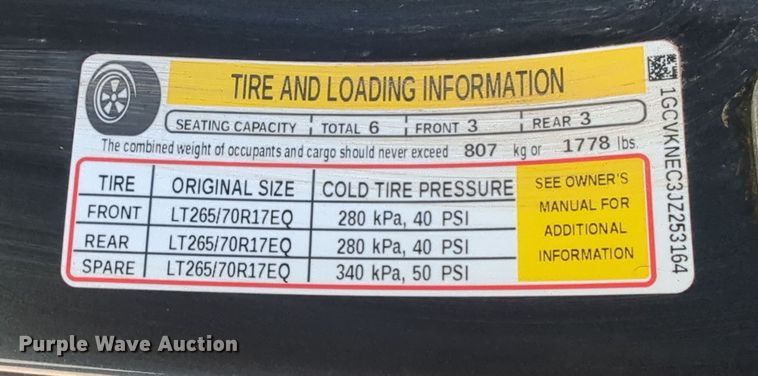 TIRE AND LOADING INFORMATION
SEATING CAPACITY TOTAL 6 FRONT 3 REAR 3
The combined weight of occupants and cargo should never exceed 807 kg or 1778 lbs.
TIRE ORIGINAL SIZE COLD TIRE PRESSURE
FRONT LT265/70R17EQ 280 kPa, 40 PSI
REAR LT265/70R17EQ 280 kPa, 40 PSI
SPARE LT265/70R17EQ 340 kPa, 50 PSI
SEE OWNER'S
MANUAL FOR
ADDITIONAL
INFORMATION
1GCVKNEC3JZ253164
Purple Wave Auction